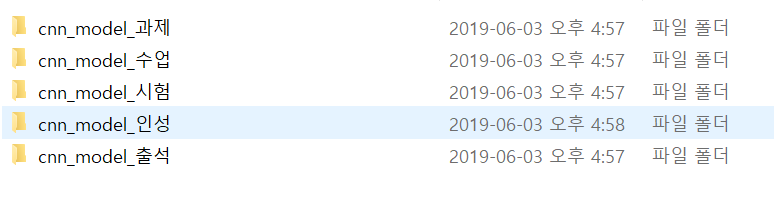 cnn_model_과제 2019-06-03 오후 4:57 파일 폴더
cnn_model_수업 2019-06-03 오후 4:57 파일 폴더
cnn_model_시험 2019-06-03 오후 4:57 파일 폴더
cnn_model_인성 2019-06-03 오후 4:58 파일 폴더
cnn_model_출석 2019-06-03 오후 4:57 파일 폴더